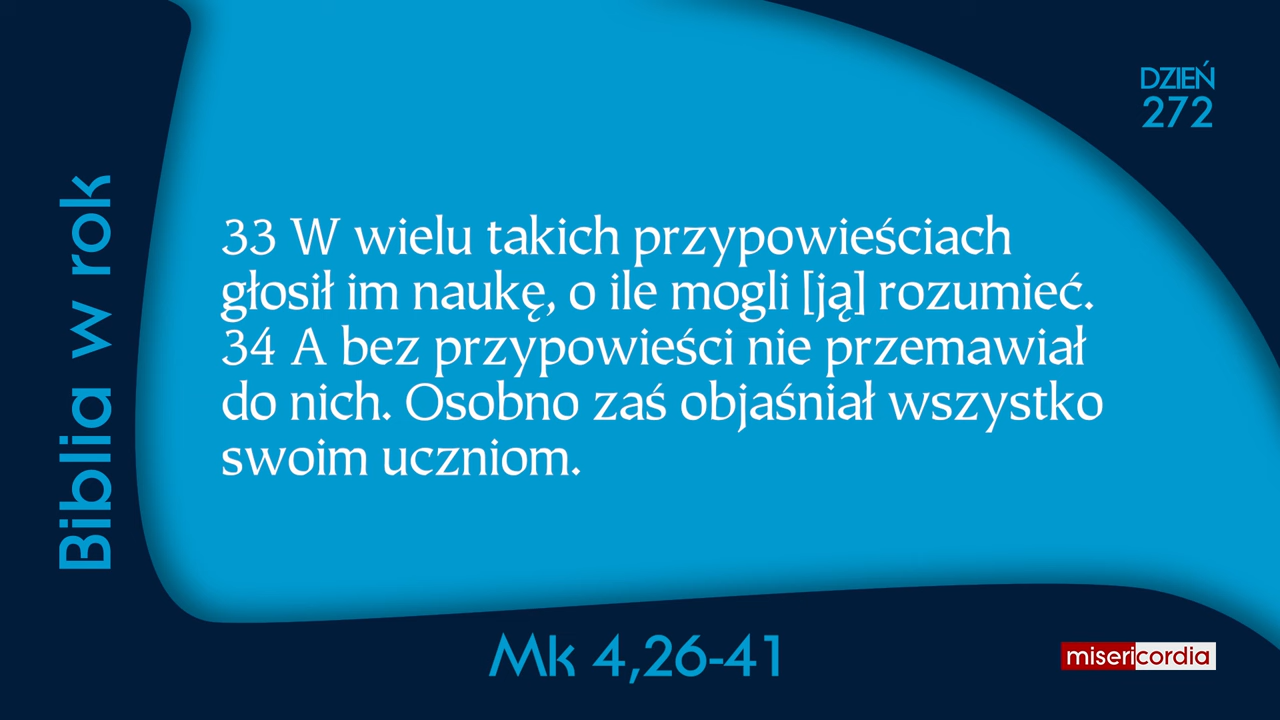 DZIEŃ
272
Biblia w rok
33 W wielu takich przypowieściach
głosił im naukę, o ile mogli [ją] rozumieć.
34 A bez przypowieści nie przemawiał
do nich. Osobno zaś objaśniał wszystko
swoim uczniom.
Mk 4,26-41
misericordia